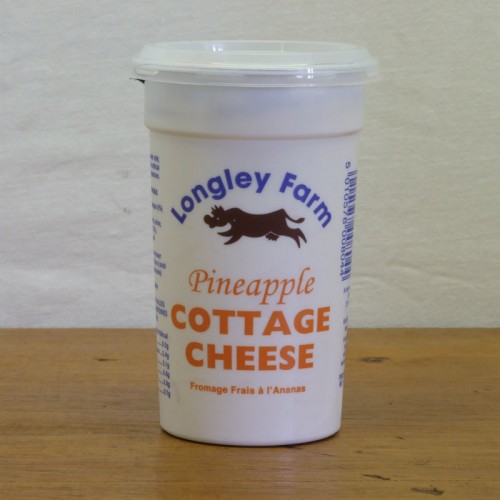 Longley Farm
Pineapple
COTTAGE
CHEESE
Fromage Frais à l'Ananas